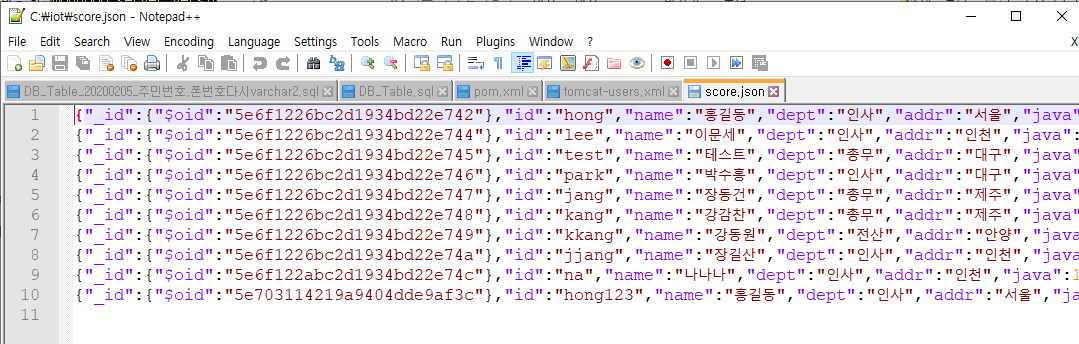 C:\iot\score.json - Notepad++
File Edit Search View Encoding Language Settings Tools Macro Run Plugins Window ? X
DB_Table_20200205_주민번호,폰번호다시varchar2,sql DB_Table,sql pom,xml tomcat-users,xml score,json
1 {"_id":{"$oid":"5e6f1226bc2d1934bd22e742"},"id":"hong","name":"홍길동","dept":"인사","addr":"서울","java"
2 {"_id":{"$oid":"5e6f1226bc2d1934bd22e744"},"id":"lee","name":"이문세","dept":"인사","addr":"인천","java":
3 {"_id":{"$oid":"5e6f1226bc2d1934bd22e745"},"id":"test","name":"테스트","dept":"총무","addr":"대구","java"
4 {"_id":{"$oid":"5e6f1226bc2d1934bd22e746"},"id":"park","name":"박수홍","dept":"인사","addr":"대구","java"
5 {"_id":{"$oid":"5e6f1226bc2d1934bd22e747"},"id":"jang","name":"장동건","dept":"총무","addr":"제주","java"
6 {"_id":{"$oid":"5e6f1226bc2d1934bd22e748"},"id":"kang","name":"강감찬","dept":"총무","addr":"제주","java"
7 {"_id":{"$oid":"5e6f1226bc2d1934bd22e749"},"id":"kkang","name":"강동원","dept":"전산","addr":"안양","java
8 {"_id":{"$oid":"5e6f1226bc2d1934bd22e74a"},"id":"jjang","name":"장길산","dept":"인사","addr":"인천","java
9 {"_id":{"$oid":"5e6f122abc2d1934bd22e74c"},"id":"na","name":"나나나","dept":"인사","addr":"인천","java":1
10 {"_id":{"$oid":"5e703114219a9404dde9af3c"},"id":"hong123","name":"홍길동","dept":"인사","addr":"서울","ja
11